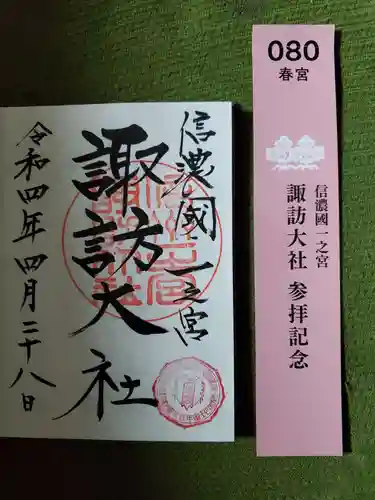 信濃國一之宮
諏訪大社
令和四年四月二十八日
080
春宮
信濃國一之宮
諏訪大社 参拝記念